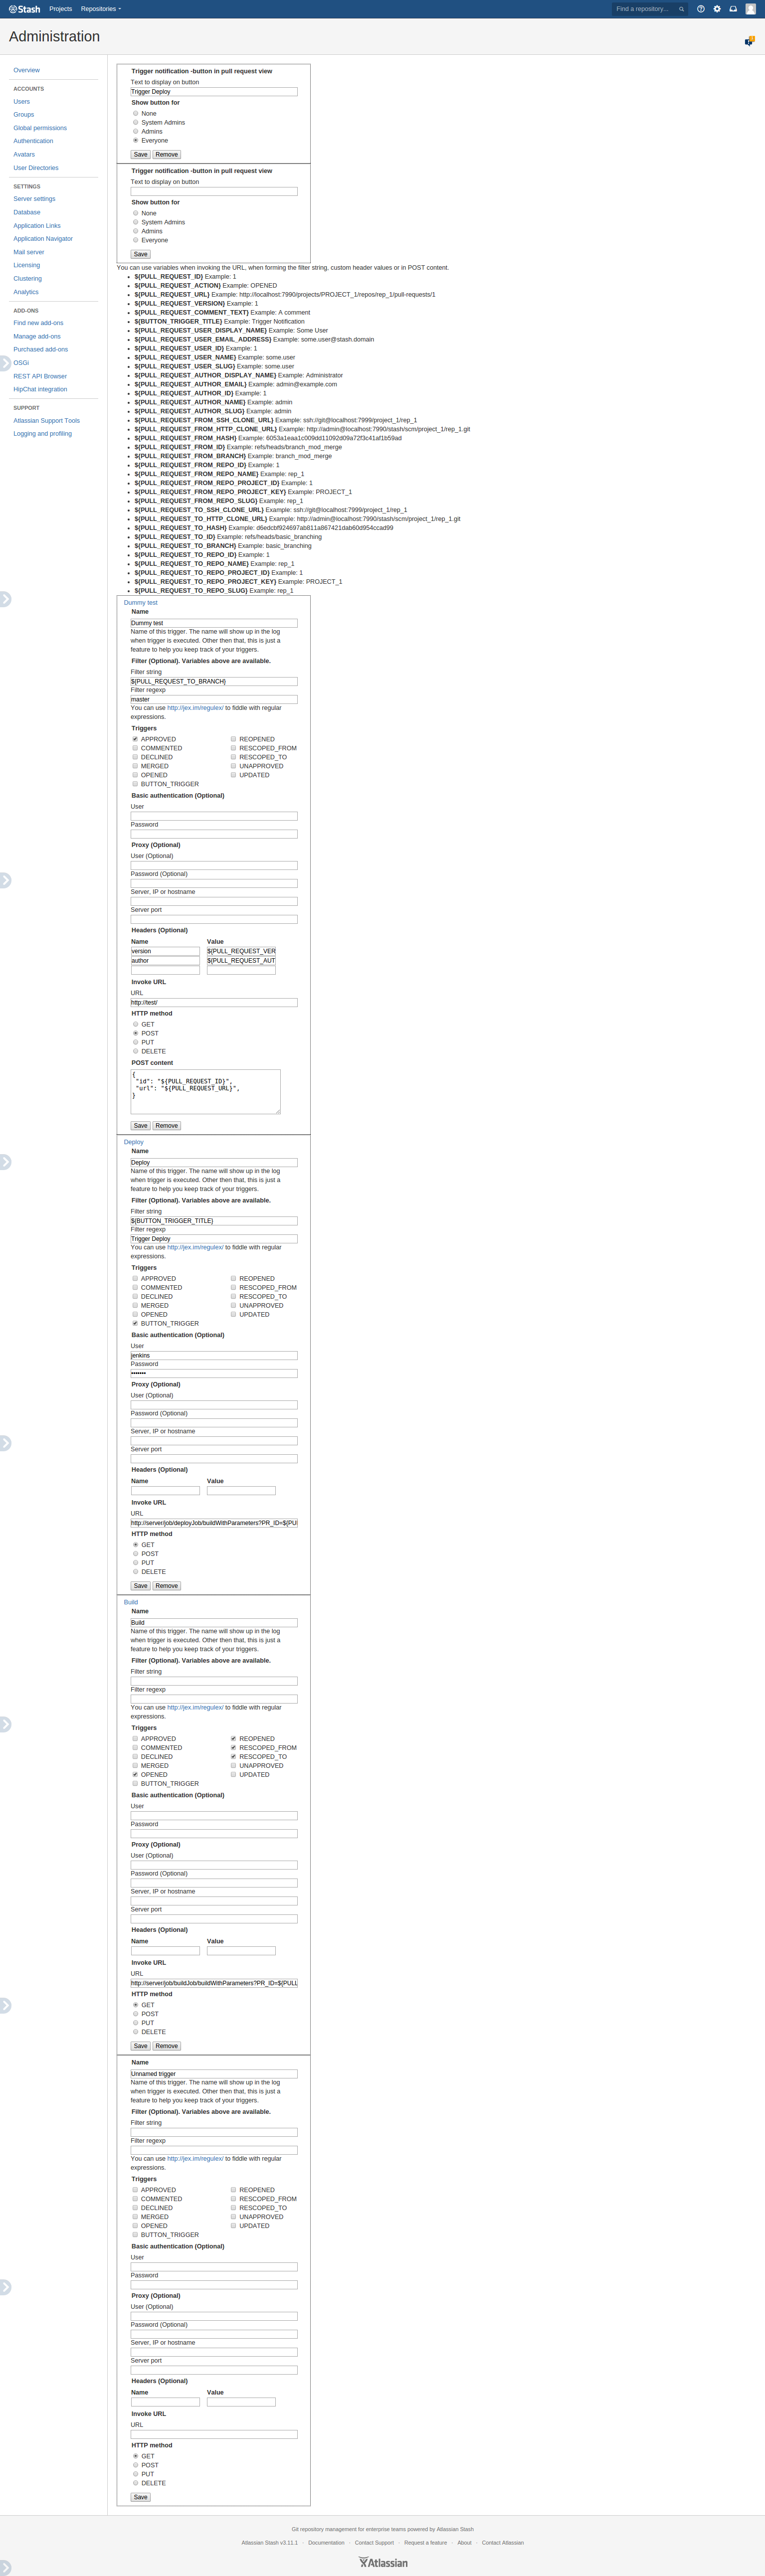 Stash Projects Repositories Find a repository...
Administration
Overview
ACCOUNTS
Users
Groups
Global permissions
Authentication
Avatars
User Directories
SETTINGS
Server settings
Database
Application Links
Application Navigator
Mail server
Licensing
Clustering
Analytics
ADD-ONS
Find new add-ons
Manage add-ons
Purchased add-ons
OSGi
REST API Browser
HipChat integration
SUPPORT
Atlassian Support Tools
Logging and profiling
Trigger notification -button in pull request view
Text to display on button
Trigger Deploy
Show button for
None
System Admins
Admins
Everyone
Save Remove
Trigger notification -button in pull request view
Text to display on button
Show button for
None
System Admins
Admins
Everyone
Save
You can use variables when invoking the URL, when forming the filter string, custom header values or in POST content.
${PULL_REQUEST_ID} Example: 1
${PULL_REQUEST_ACTION} Example: OPENED
${PULL_REQUEST_URL} Example: http://localhost:7990/projects/PROJECT_1/repos/rep_1/pull-requests/1
${PULL_REQUEST_VERSION} Example: 1
${PULL_REQUEST_COMMENT_TEXT} Example: A comment
${BUTTON_TRIGGER_TITLE} Example: Trigger Notification
${PULL_REQUEST_USER_DISPLAY_NAME} Example: Some User
${PULL_REQUEST_USER_EMAIL_ADDRESS} Example: some.user@stash.domain
${PULL_REQUEST_USER_ID} Example: 1
${PULL_REQUEST_USER_NAME} Example: some.user
${PULL_REQUEST_USER_SLUG} Example: some.user
${PULL_REQUEST_AUTHOR_DISPLAY_NAME} Example: Administrator
${PULL_REQUEST_AUTHOR_EMAIL} Example: admin@example.com
${PULL_REQUEST_AUTHOR_ID} Example: 1
${PULL_REQUEST_AUTHOR_NAME} Example: admin
${PULL_REQUEST_AUTHOR_SLUG} Example: admin
${PULL_REQUEST_FROM_SSH_CLONE_URL} Example: ssh://git@localhost:7999/project_1/rep_1
${PULL_REQUEST_FROM_HTTP_CLONE_URL} Example: http://admin@localhost:7990/stash/scm/project_1/rep_1.git
${PULL_REQUEST_FROM_HASH} Example: 6053a1eaa1c009dd11092d09a72f3c41af1b59ad
${PULL_REQUEST_FROM_ID} Example: refs/heads/branch_mod_merge
${PULL_REQUEST_FROM_BRANCH} Example: branch_mod_merge
${PULL_REQUEST_FROM_REPO_ID} Example: 1
${PULL_REQUEST_FROM_REPO_NAME} Example: rep_1
${PULL_REQUEST_FROM_REPO_PROJECT_ID} Example: 1
${PULL_REQUEST_FROM_REPO_PROJECT_KEY} Example: PROJECT_1
${PULL_REQUEST_FROM_REPO_SLUG} Example: rep_1
${PULL_REQUEST_TO_SSH_CLONE_URL} Example: ssh://git@localhost:7999/project_1/rep_1
${PULL_REQUEST_TO_HTTP_CLONE_URL} Example: http://admin@localhost:7990/stash/scm/project_1/rep_1.git
${PULL_REQUEST_TO_HASH} Example: d6edcbf924697ab811a867421dab60d954ccad99
${PULL_REQUEST_TO_ID} Example: refs/heads/basic_branching
${PULL_REQUEST_TO_BRANCH} Example: basic_branching
${PULL_REQUEST_TO_REPO_ID} Example: 1
${PULL_REQUEST_TO_REPO_NAME} Example: rep_1
${PULL_REQUEST_TO_REPO_PROJECT_ID} Example: 1
${PULL_REQUEST_TO_REPO_PROJECT_KEY} Example: PROJECT_1
${PULL_REQUEST_TO_REPO_SLUG} Example: rep_1
Dummy test
Name
Dummy test
Name of this trigger. The name will show up in the log
when trigger is executed. Other then that, this is just a
feature to help you keep track of your triggers.
Filter (Optional). Variables above are available.
Filter string
${PULL_REQUEST_TO_BRANCH}
Filter regexp
master
You can use http://jex.im/regulex/ to fiddle with regular
expressions.
Triggers
APPROVED REOPENED
COMMENTED RESCOPED_FROM
DECLINED RESCOPED_TO
MERGED UNAPPROVED
OPENED UPDATED
BUTTON_TRIGGER
Basic authentication (Optional)
User
Password
Proxy (Optional)
User (Optional)
Password (Optional)
Server, IP or hostname
Server port
Headers (Optional)
Name Value
version ${PULL_REQUEST_VER
author ${PULL_REQUEST_AUT
Invoke URL
URL
http://test/
HTTP method
GET
POST
PUT
DELETE
POST content
{
"id": "${PULL_REQUEST_ID}",
"url": "${PULL_REQUEST_URL}",
}
Save Remove
Deploy
Name
Deploy
Name of this trigger. The name will show up in the log
when trigger is executed. Other then that, this is just a
feature to help you keep track of your triggers.
Filter (Optional). Variables above are available.
Filter string
${BUTTON_TRIGGER_TITLE}
Filter regexp
Trigger Deploy
You can use http://jex.im/regulex/ to fiddle with regular
expressions.
Triggers
APPROVED REOPENED
COMMENTED RESCOPED_FROM
DECLINED RESCOPED_TO
MERGED UNAPPROVED
OPENED UPDATED
BUTTON_TRIGGER
Basic authentication (Optional)
User
jenkins
Password
•••••••
Proxy (Optional)
User (Optional)
Password (Optional)
Server, IP or hostname
Server port
Headers (Optional)
Name Value
Invoke URL
URL
http://server/job/deployJob/buildWithParameters?PR_ID=${PUI
HTTP method
GET
POST
PUT
DELETE
Save Remove
Build
Name
Build
Name of this trigger. The name will show up in the log
when trigger is executed. Other then that, this is just a
feature to help you keep track of your triggers.
Filter (Optional). Variables above are available.
Filter string
Filter regexp
You can use http://jex.im/regulex/ to fiddle with regular
expressions.
Triggers
APPROVED REOPENED
COMMENTED RESCOPED_FROM
DECLINED RESCOPED_TO
MERGED UNAPPROVED
OPENED UPDATED
BUTTON_TRIGGER
Basic authentication (Optional)
User
Password
Proxy (Optional)
User (Optional)
Password (Optional)
Server, IP or hostname
Server port
Headers (Optional)
Name Value
Invoke URL
URL
http://server/job/buildJob/buildWithParameters?PR_ID=${PULL
HTTP method
GET
POST
PUT
DELETE
Save Remove
Name
Unnamed trigger
Name of this trigger. The name will show up in the log
when trigger is executed. Other then that, this is just a
feature to help you keep track of your triggers.
Filter (Optional). Variables above are available.
Filter string
Filter regexp
You can use http://jex.im/regulex/ to fiddle with regular
expressions.
Triggers
APPROVED REOPENED
COMMENTED RESCOPED_FROM
DECLINED RESCOPED_TO
MERGED UNAPPROVED
OPENED UPDATED
BUTTON_TRIGGER
Basic authentication (Optional)
User
Password
Proxy (Optional)
User (Optional)
Password (Optional)
Server, IP or hostname
Server port
Headers (Optional)
Name Value
Invoke URL
URL
HTTP method
GET
POST
PUT
DELETE
Save
Git repository management for enterprise teams powered by Atlassian Stash
Atlassian Stash v3.11.1 · Documentation · Contact Support · Request a feature · About · Contact Atlassian
Atlassian